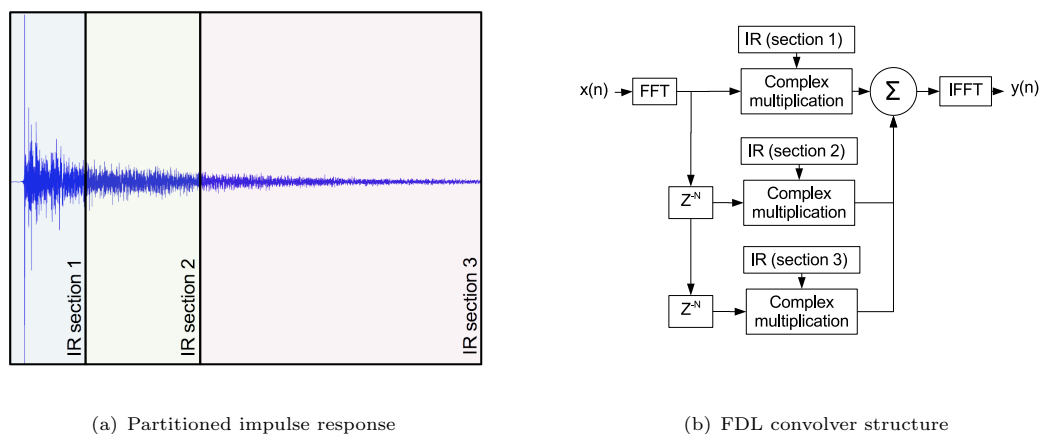 IR section 1
IR section 2
IR section 3
IR (section 1)
x(n)
FFT
Complex
multiplication
Σ
IFFT
y(n)
IR (section 2)
Z-N
Complex
multiplication
IR (section 3)
Z-N
Complex
multiplication
(a) Partitioned impulse response
(b) FDL convolver structure